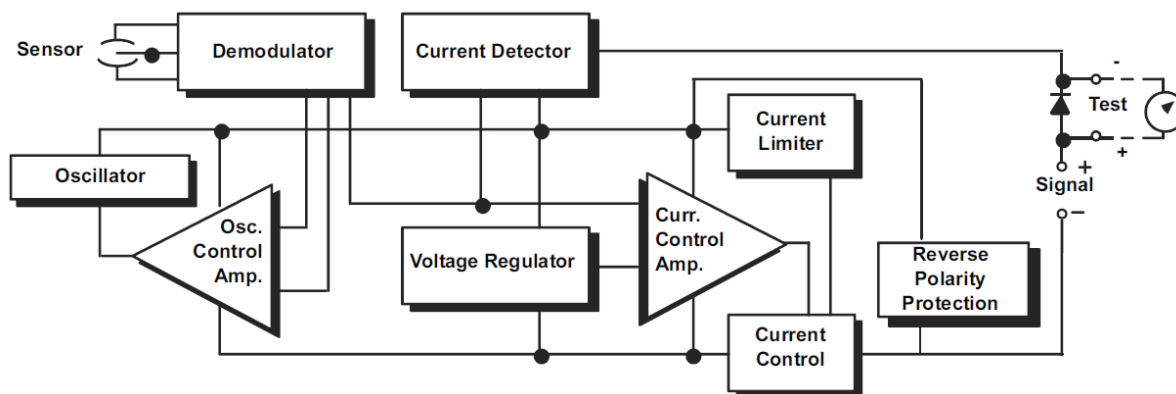 Sensor
Demodulator
Current Detector
-
Test
+
Current
Limiter
Oscillator
+
Signal
−
Osc.
Control
Amp.
Voltage Regulator
Curr.
Control
Amp.
Reverse
Polarity
Protection
Current
Control